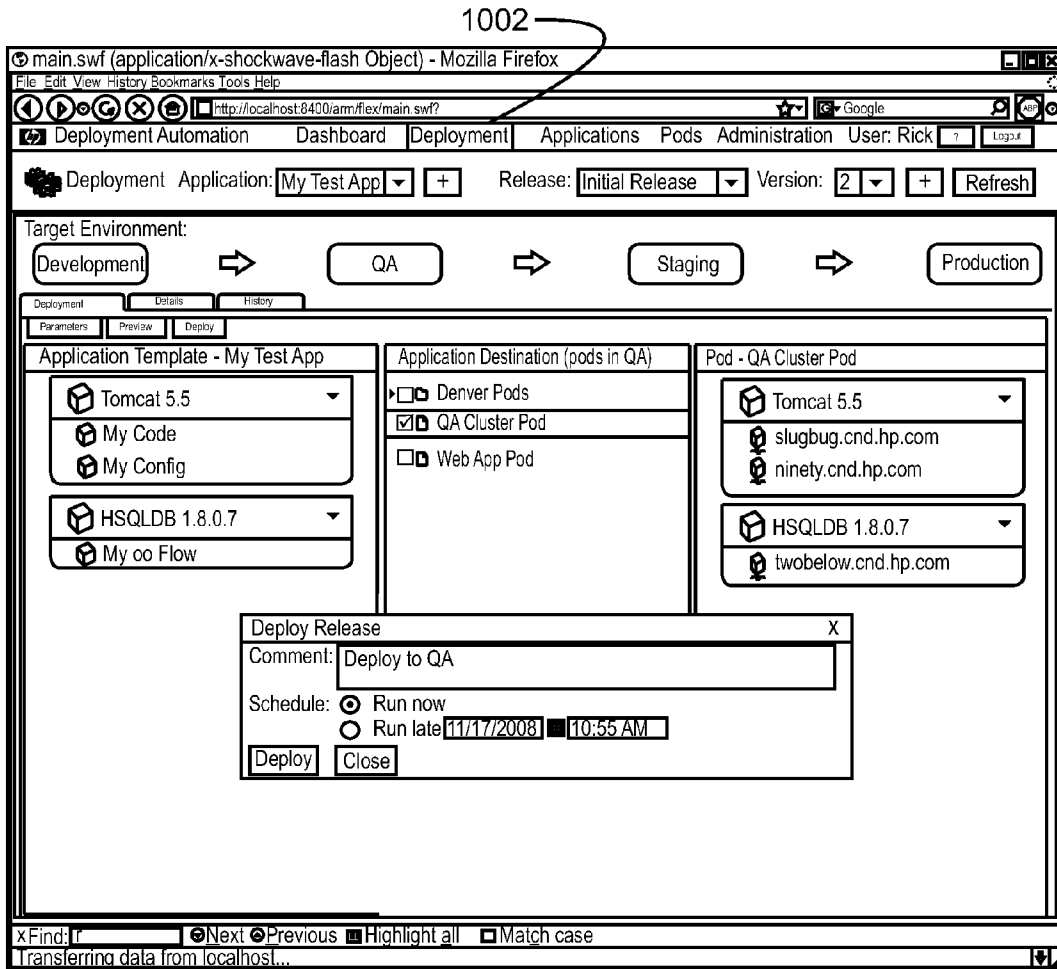 1002
main.swf (application/x-shockwave-flash Object) - Mozilla Firefox
File Edit View History Bookmarks Tools Help
http://localhost:8400/arm/flex/main.swf? G Google ABP
hp Deployment Automation Dashboard Deployment Applications Pods Administration User: Rick ? Logout
Deployment Application: My Test App + Release: Initial Release Version: 2 + Refresh
Target Environment:
Development QA Staging Production
Deployment Details History
Parameters Preview Deploy
Application Template - My Test App Application Destination (pods in QA) Pod - QA Cluster Pod
Tomcat 5.5 Denver Pods Tomcat 5.5
My Code QA Cluster Pod slugbug.cnd.hp.com
My Config Web App Pod ninety.cnd.hp.com
HSQLDB 1.8.0.7 HSQLDB 1.8.0.7
My oo Flow twobelow.cnd.hp.com
Deploy Release X
Comment: Deploy to QA
Schedule: Run now
Run late 11/17/2008 10:55 AM
Deploy Close
x Find: r Next Previous Highlight all Match case
Transferring data from localhost...